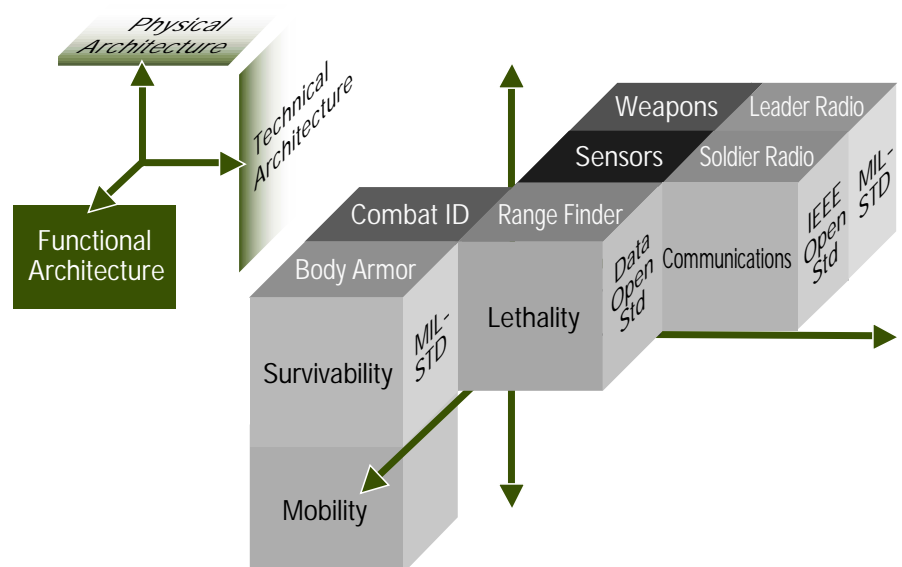 Physical
Architecture
Technical
Architecture
Functional
Architecture
Weapons
Leader Radio
Sensors
Soldier Radio
Combat ID
Range Finder
Body Armor
Survivability
MIL-
STD
Lethality
Data
Open
Std
Communications
IEEE
Open
Std
MIL-
STD
Mobility